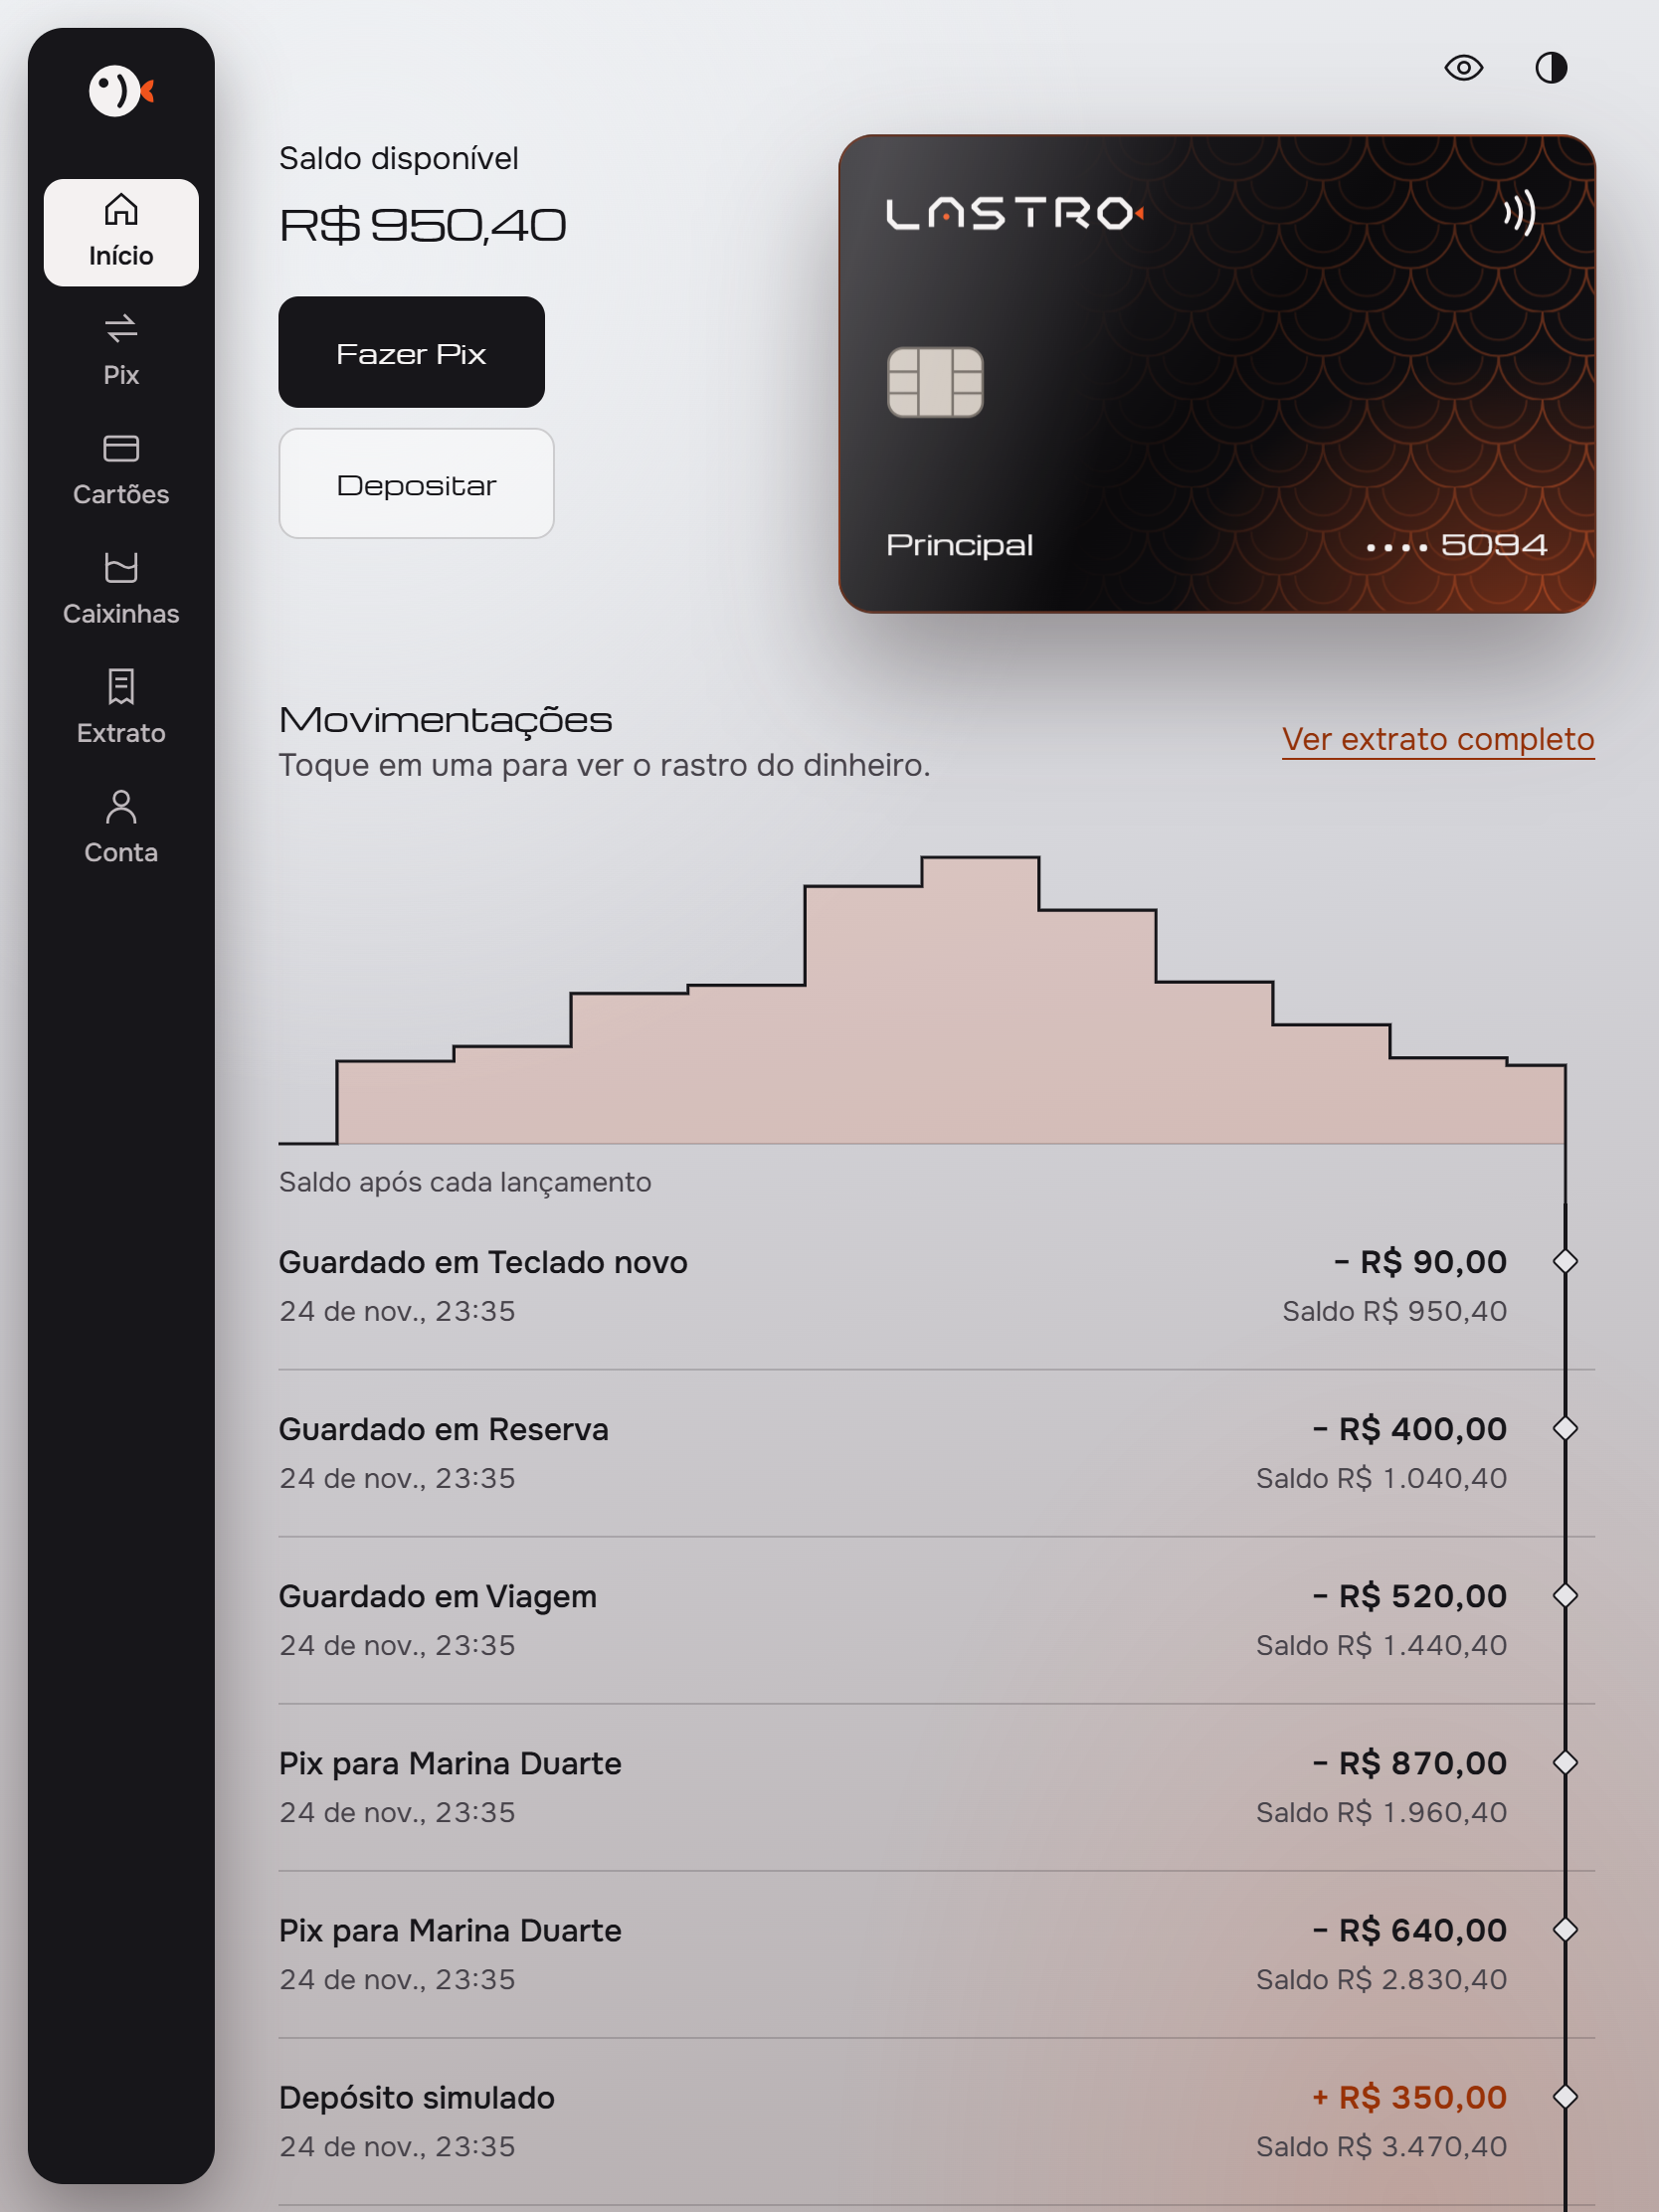 Início
Pix
Cartões
Caixinhas
Extrato
Conta
Saldo disponível
R$ 950,40
Fazer Pix
Depositar
LASTRO
Principal
•••• 5094
Movimentações
Toque em uma para ver o rastro do dinheiro.
Ver extrato completo
Saldo após cada lançamento
Guardado em Teclado novo
− R$ 90,00
24 de nov., 23:35
Saldo R$ 950,40
Guardado em Reserva
− R$ 400,00
24 de nov., 23:35
Saldo R$ 1.040,40
Guardado em Viagem
− R$ 520,00
24 de nov., 23:35
Saldo R$ 1.440,40
Pix para Marina Duarte
− R$ 870,00
24 de nov., 23:35
Saldo R$ 1.960,40
Pix para Marina Duarte
− R$ 640,00
24 de nov., 23:35
Saldo R$ 2.830,40
Depósito simulado
+ R$ 350,00
24 de nov., 23:35
Saldo R$ 3.470,40